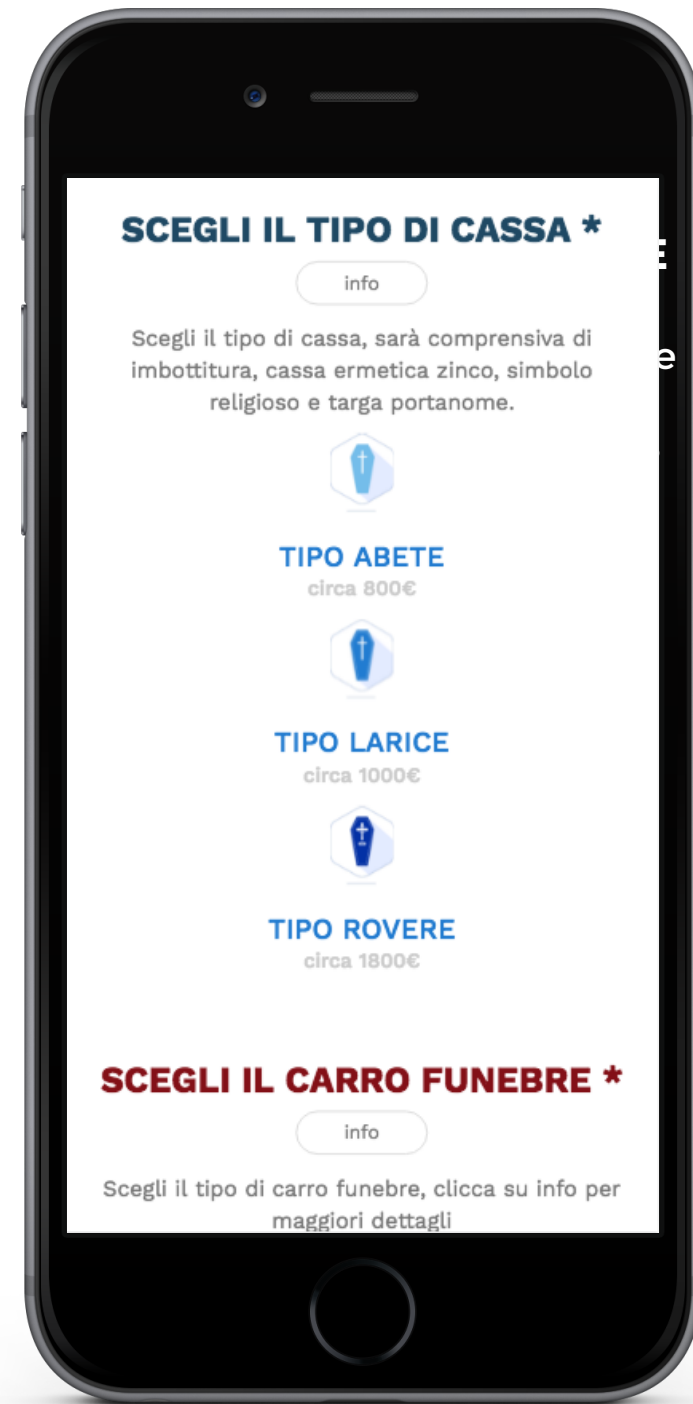 SCEGLI IL TIPO DI CASSA *
info
Scegli il tipo di cassa, sarà comprensiva di
imbottitura, cassa ermetica zinco, simbolo
religioso e targa portanome.
TIPO ABETE
circa 800€
TIPO LARICE
circa 1000€
TIPO ROVERE
circa 1800€
SCEGLI IL CARRO FUNEBRE *
info
Scegli il tipo di carro funebre, clicca su info per
maggiori dettagli